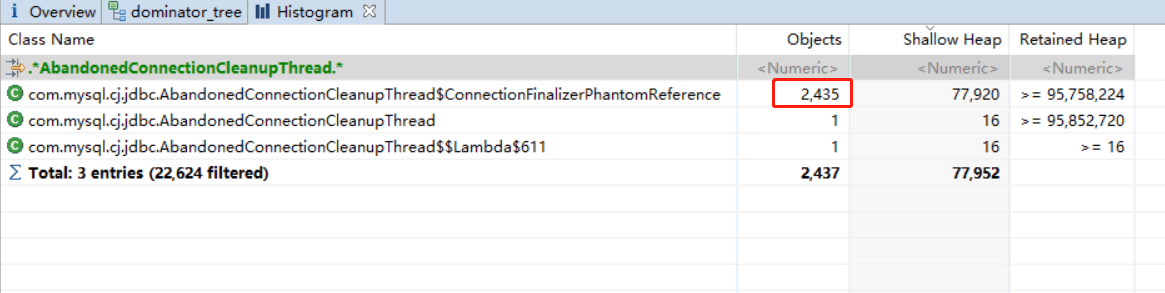 i Overview dominator_tree Histogram
Class Name Objects Shallow Heap Retained Heap
.*AbandonedConnectionCleanupThread.* <Numeric> <Numeric> <Numeric>
com.mysql.cj.jdbc.AbandonedConnectionCleanupThread$ConnectionFinalizerPhantomReference 2,435 77,920 >= 95,758,224
com.mysql.cj.jdbc.AbandonedConnectionCleanupThread 1 16 >= 95,852,720
com.mysql.cj.jdbc.AbandonedConnectionCleanupThread$$Lambda$611 1 16 >= 16
Σ Total: 3 entries (22,624 filtered) 2,437 77,952